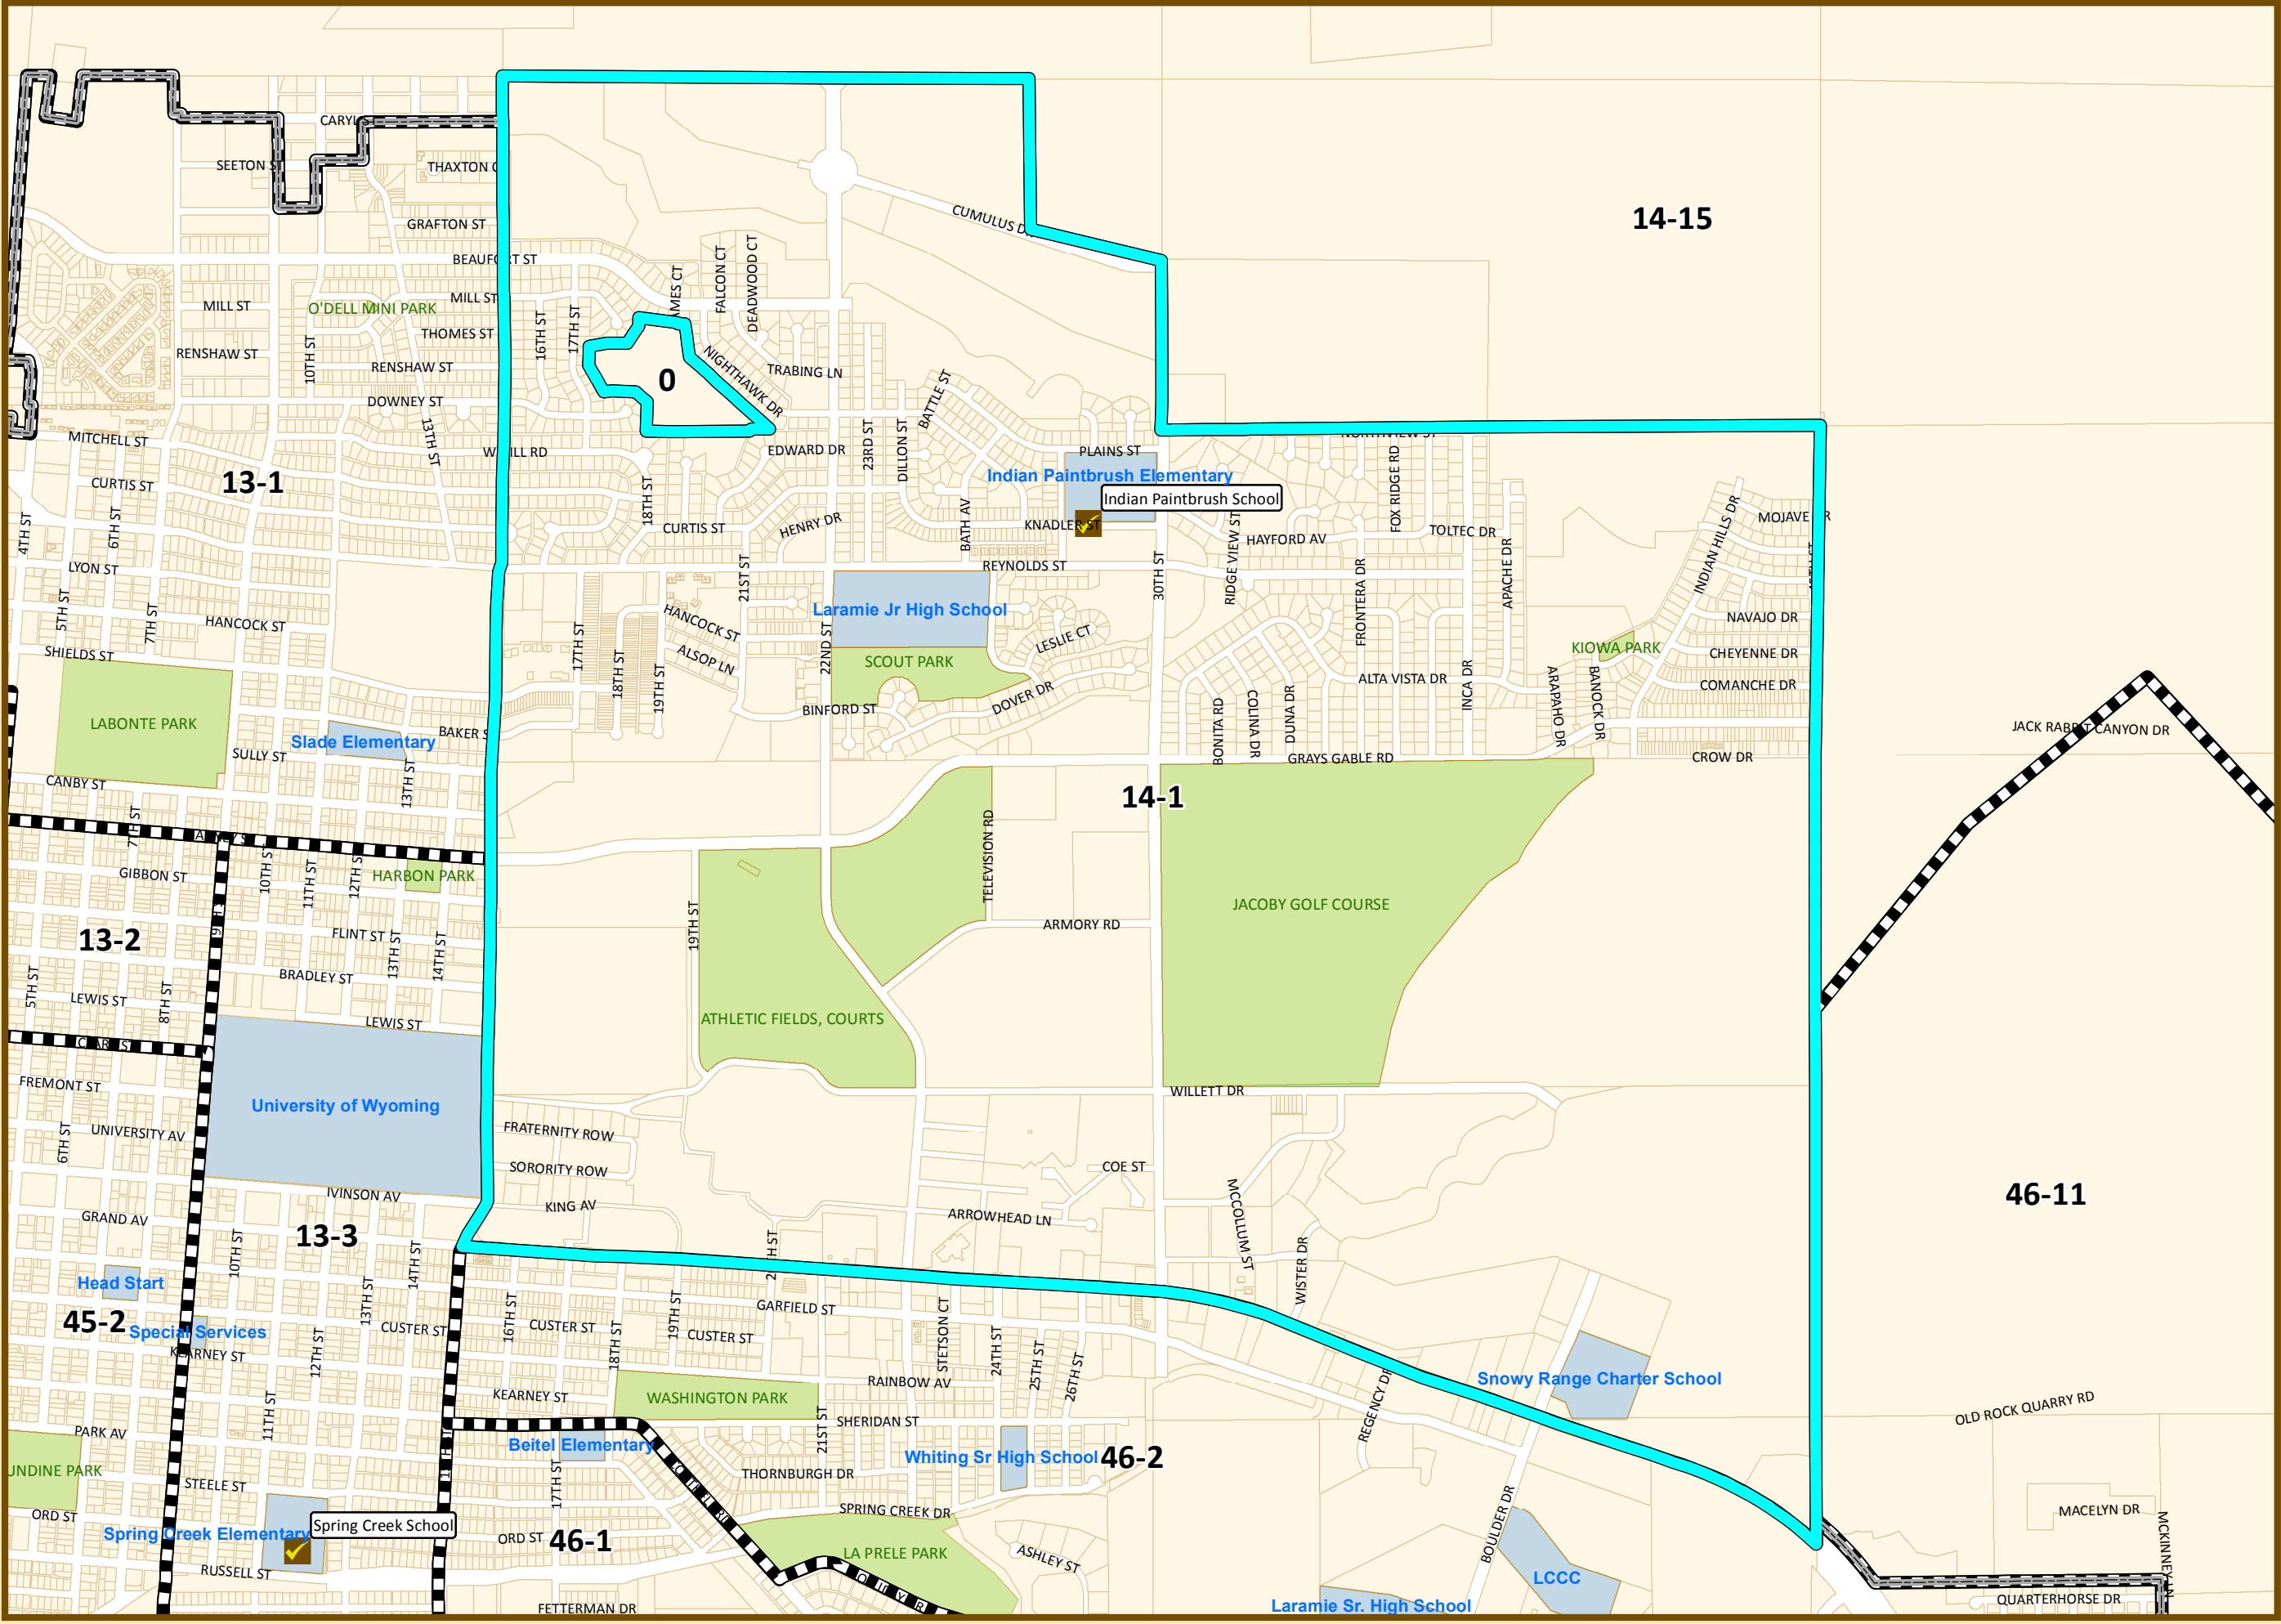 CARYL S
SEETON S
THAXTON C
GRAFTON ST
CUMULUS D
14-15
BEAUFORT ST
JAMES CT
FALCON CT
DEADWOOD CT
MILL ST
MILL ST
O'DELL MINI PARK
THOMES ST
16TH ST
17TH ST
10TH ST
RENSHAW ST
RENSHAW ST
NIGHTHAWK DR
TRABING LN
0
DOWNEY ST
BATTLE ST
13TH ST
MITCHELL ST
W ILL RD
EDWARD DR
23RD ST
DILLON ST
PLAINS ST
NORTHVIEW ST
FOX RIDGE RD
13-1
CURTIS ST
Indian Paintbrush Elementary
Indian Paintbrush School
18TH ST
CURTIS ST
HENRY DR
BATH AV
KNADLER ST
RIDGE VIEW ST
HAYFORD AV
TOLTEC DR
INDIAN HILLS DR
MOJAVE DR
4TH ST
6TH ST
LYON ST
21ST ST
REYNOLDS ST
30TH ST
APACHE DR
45TH ST
5TH ST
7TH ST
HANCOCK ST
HANCOCK ST
Laramie Jr High School
FRONTERA DR
NAVAJO DR
SHIELDS ST
17TH ST
18TH ST
19TH ST
ALSOP LN
22ND ST
SCOUT PARK
LESLIE CT
KIOWA PARK
CHEYENNE DR
ALTA VISTA DR
INCA DR
COMANCHE DR
LABONTE PARK
BINFORD ST
DOVER DR
BONITA RD
COLINA DR
DUNA DR
ARAPAHO DR
BANOCK DR
Slade Elementary
BAKER S
JACK RABBIT CANYON DR
SULLY ST
GRAYS GABLE RD
CROW DR
CANBY ST
13TH ST
14-1
7TH ST
TELEVISION RD
GIBBON ST
10TH ST
11TH ST
12TH ST
HARBON PARK
JACOBY GOLF COURSE
13-2
9TH S
FLINT ST
19TH ST
ARMORY RD
13TH ST
14TH ST
BRADLEY ST
5TH ST
LEWIS ST
8TH ST
LEWIS ST
ATHLETIC FIELDS, COURTS
CLARK ST
FREMONT ST
WILLETT DR
University of Wyoming
UNIVERSITY AV
6TH ST
FRATERNITY ROW
SORORITY ROW
COE ST
IVINSON AV
KING AV
46-11
GRAND AV
ARROWHEAD LN
MCCOLLUM ST
13-3
10TH ST
14TH ST
WISTER DR
Head Start
13TH ST
GARFIELD ST
45-2
Special Services
CUSTER ST
16TH ST
CUSTER ST
19TH ST
CUSTER ST
STETSON CT
24TH ST
KEARNEY ST
12TH ST
18TH ST
25TH ST
26TH ST
RAINBOW AV
REGENCY DR
Snowy Range Charter School
KEARNEY ST
WASHINGTON PARK
11TH ST
21ST ST
SHERIDAN ST
OLD ROCK QUARRY RD
PARK AV
Beitel Elementary
Whiting Sr High School
46-2
UNDINE PARK
THORNBURGH DR
STEELE ST
17TH ST
SPRING CREEK DR
BOULDER DR
MACELYN DR
ORD ST
Spring Creek Elementary
Spring Creek School
ORD ST
46-1
MCKINNEY LN
LA PRELE PARK
ASHLEY ST
RUSSELL ST
LCCC
FETTERMAN DR
Laramie Sr. High School
QUARTERHORSE DR